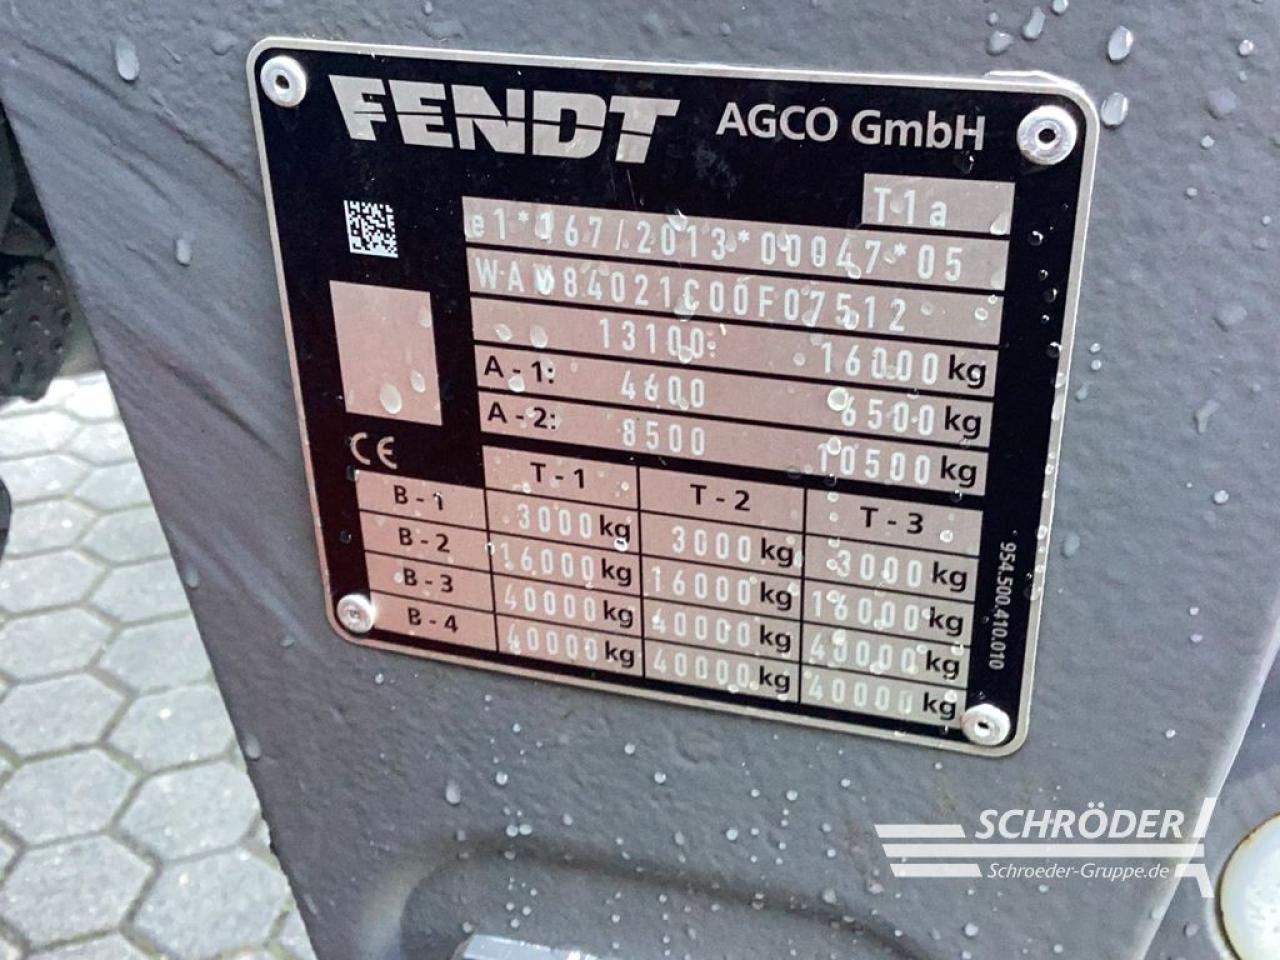 FENDT AGCO GmbH
T1a
e1*167/2013*00047*05
WAM84021C00F07512
13100- 16000 kg
A - 1: 4600 6500 kg
A - 2: 8500 10500 kg
CE
T - 1 T - 2 T - 3
B - 1 3000 kg 3000 kg 3000 kg
B - 2 16000 kg 16000 kg 16000 kg
B - 3 40000 kg 40000 kg 40000 kg
B - 4 40000 kg 40000 kg 40000 kg
954.500.410.010
SCHRÖDER
Schroeder-Gruppe.de